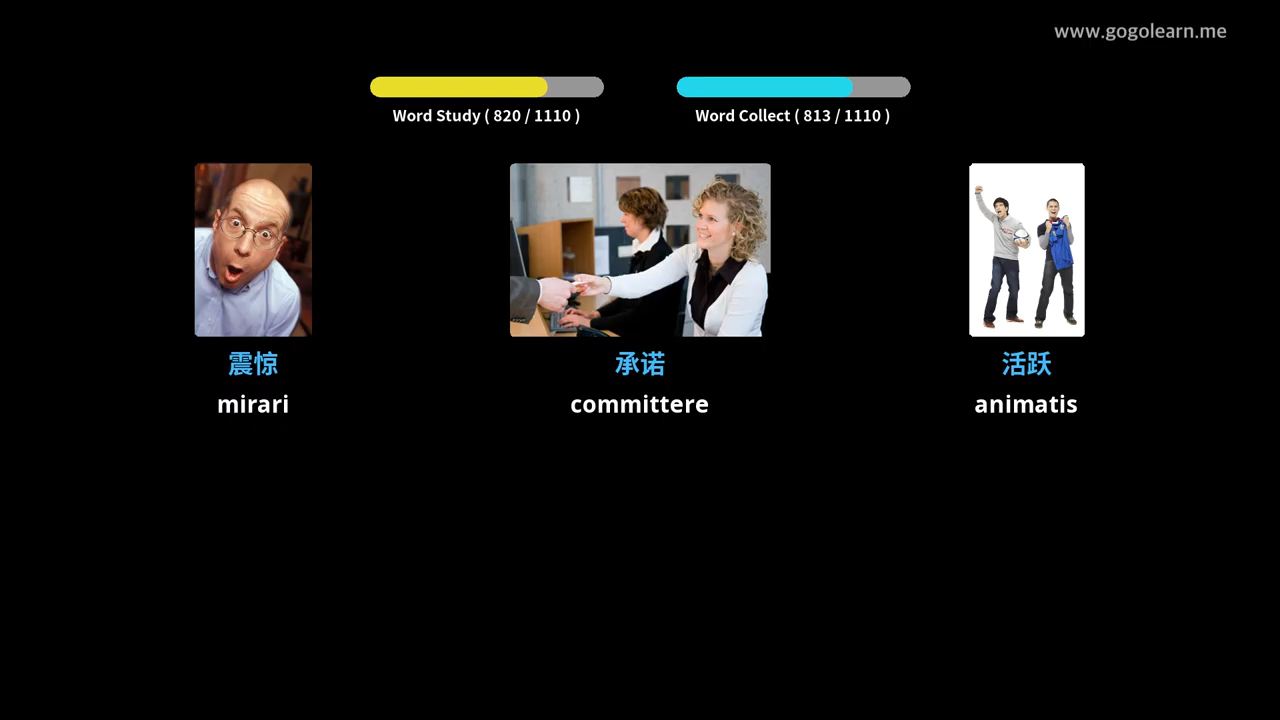 www.gogolearn.me
Word Study ( 820 / 1110 )
Word Collect ( 813 / 1110 )
震惊
承诺
活跃
mirari
committere
animatis